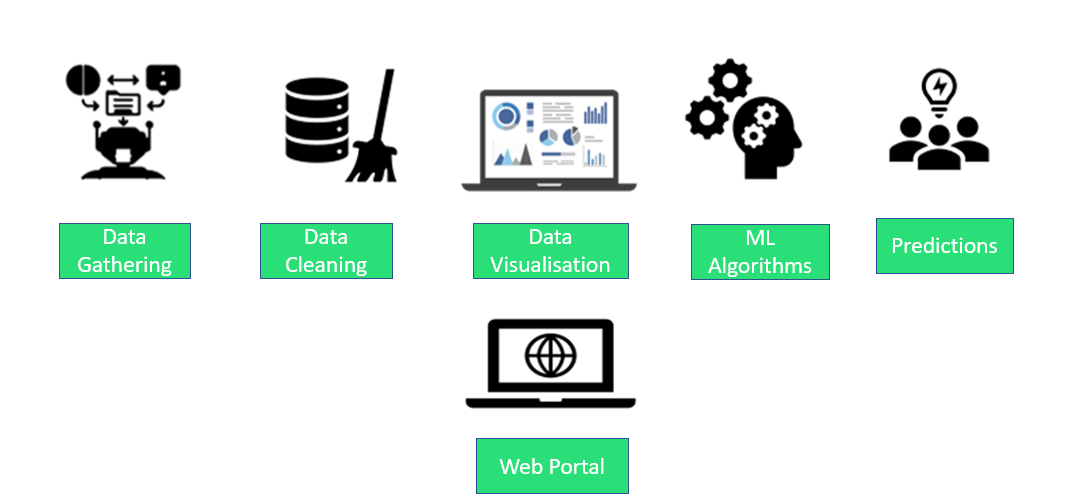 Data
Gathering
Data
Cleaning
Data
Visualisation
ML
Algorithms
Predictions
Web Portal